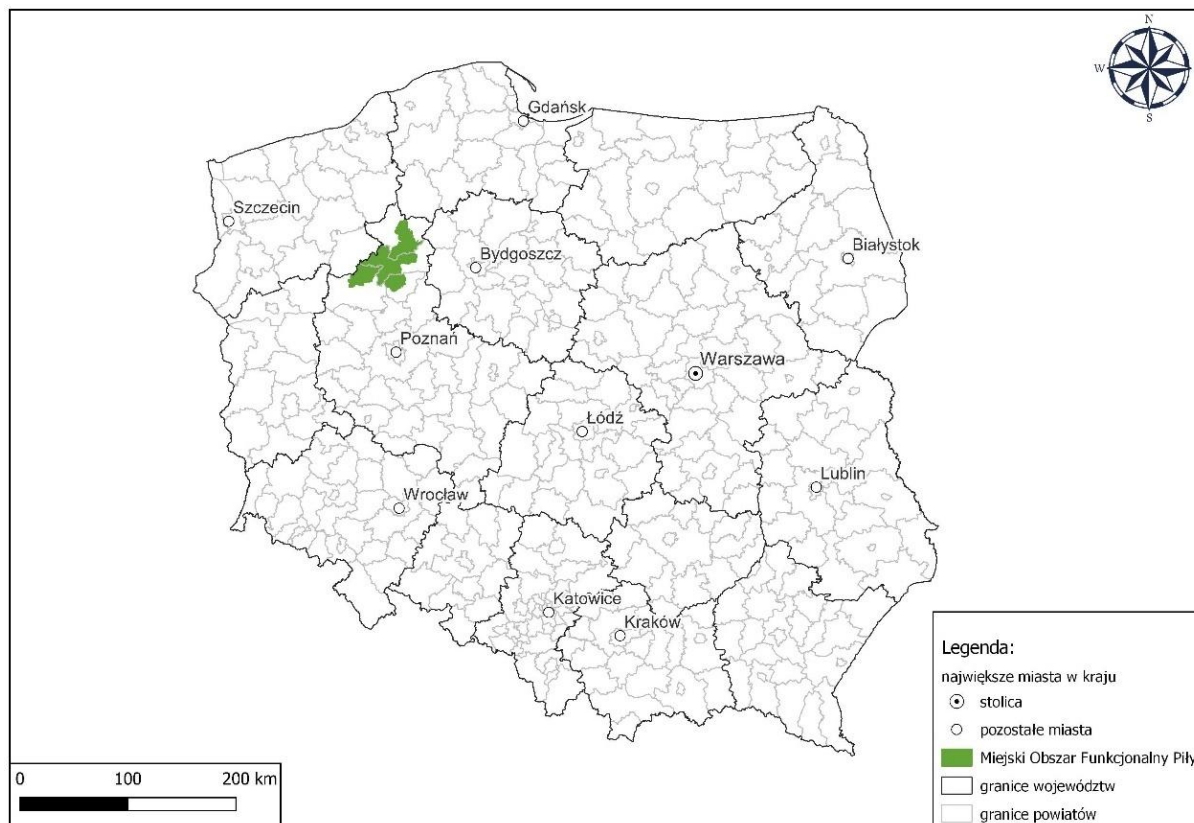 N
W
E
S
Gdańsk
Szczecin
Bydgoszcz
Białystok
Poznań
Warszawa
Łódź
Lublin
Wrocław
Katowice
Kraków
Legenda:
największe miasta w kraju
stolica
pozostałe miasta
Miejski Obszar Funkcjonalny Piły
granice województw
granice powiatów
0 100 200 km